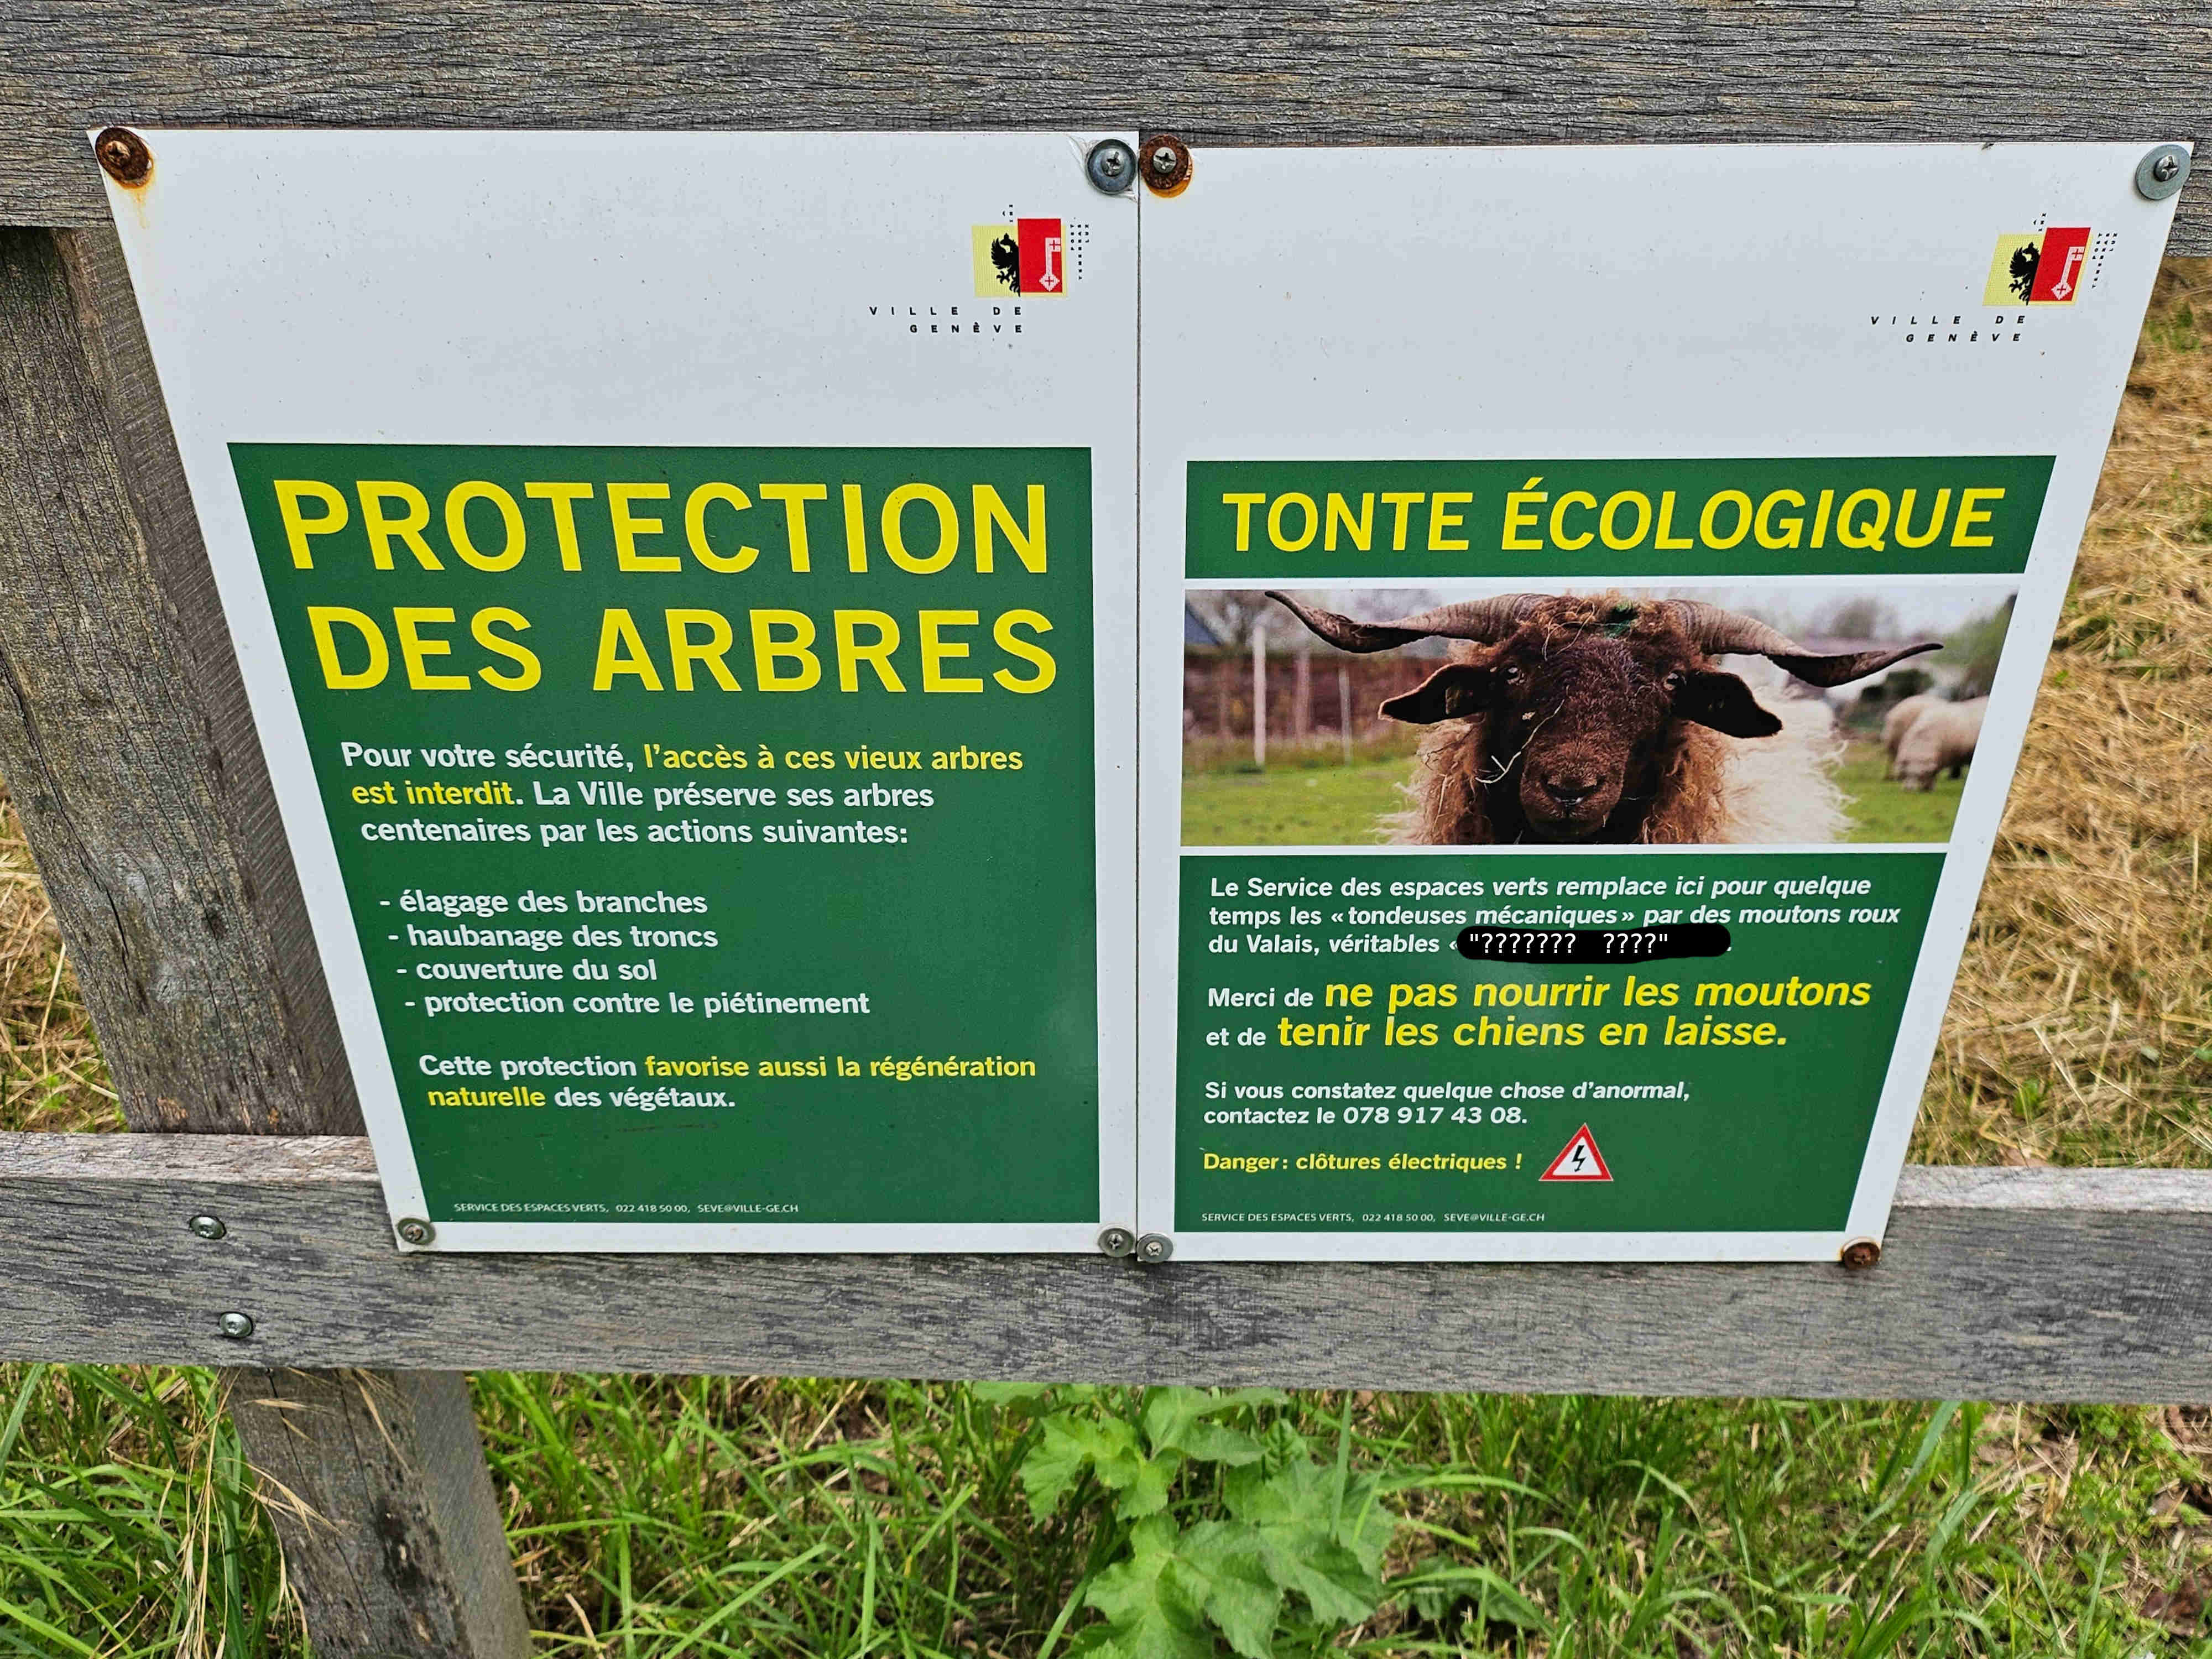 VILLE DE
GENÈVE
PROTECTION
DES ARBRES
Pour votre sécurité, l'accès à ces vieux arbres
est interdit. La Ville préserve ses arbres
centenaires par les actions suivantes:
- élagage des branches
- haubanage des troncs
- couverture du sol
- protection contre le piétinement
Cette protection favorise aussi la régénération
naturelle des végétaux.
SERVICE DES ESPACES VERTS, 022 418 50 00, SEVE@VILLE-GE.CH
VILLE DE
GENÈVE
TONTE ÉCOLOGIQUE
Le Service des espaces verts remplace ici pour quelque
temps les «tondeuses mécaniques» par des moutons roux
du Valais, véritables « "??????? ????" .
Merci de ne pas nourrir les moutons
et de tenir les chiens en laisse.
Si vous constatez quelque chose d'anormal,
contactez le 078 917 43 08.
Danger: clôtures électriques !
SERVICE DES ESPACES VERTS, 022 418 50 00, SEVE@VILLE-GE.CH